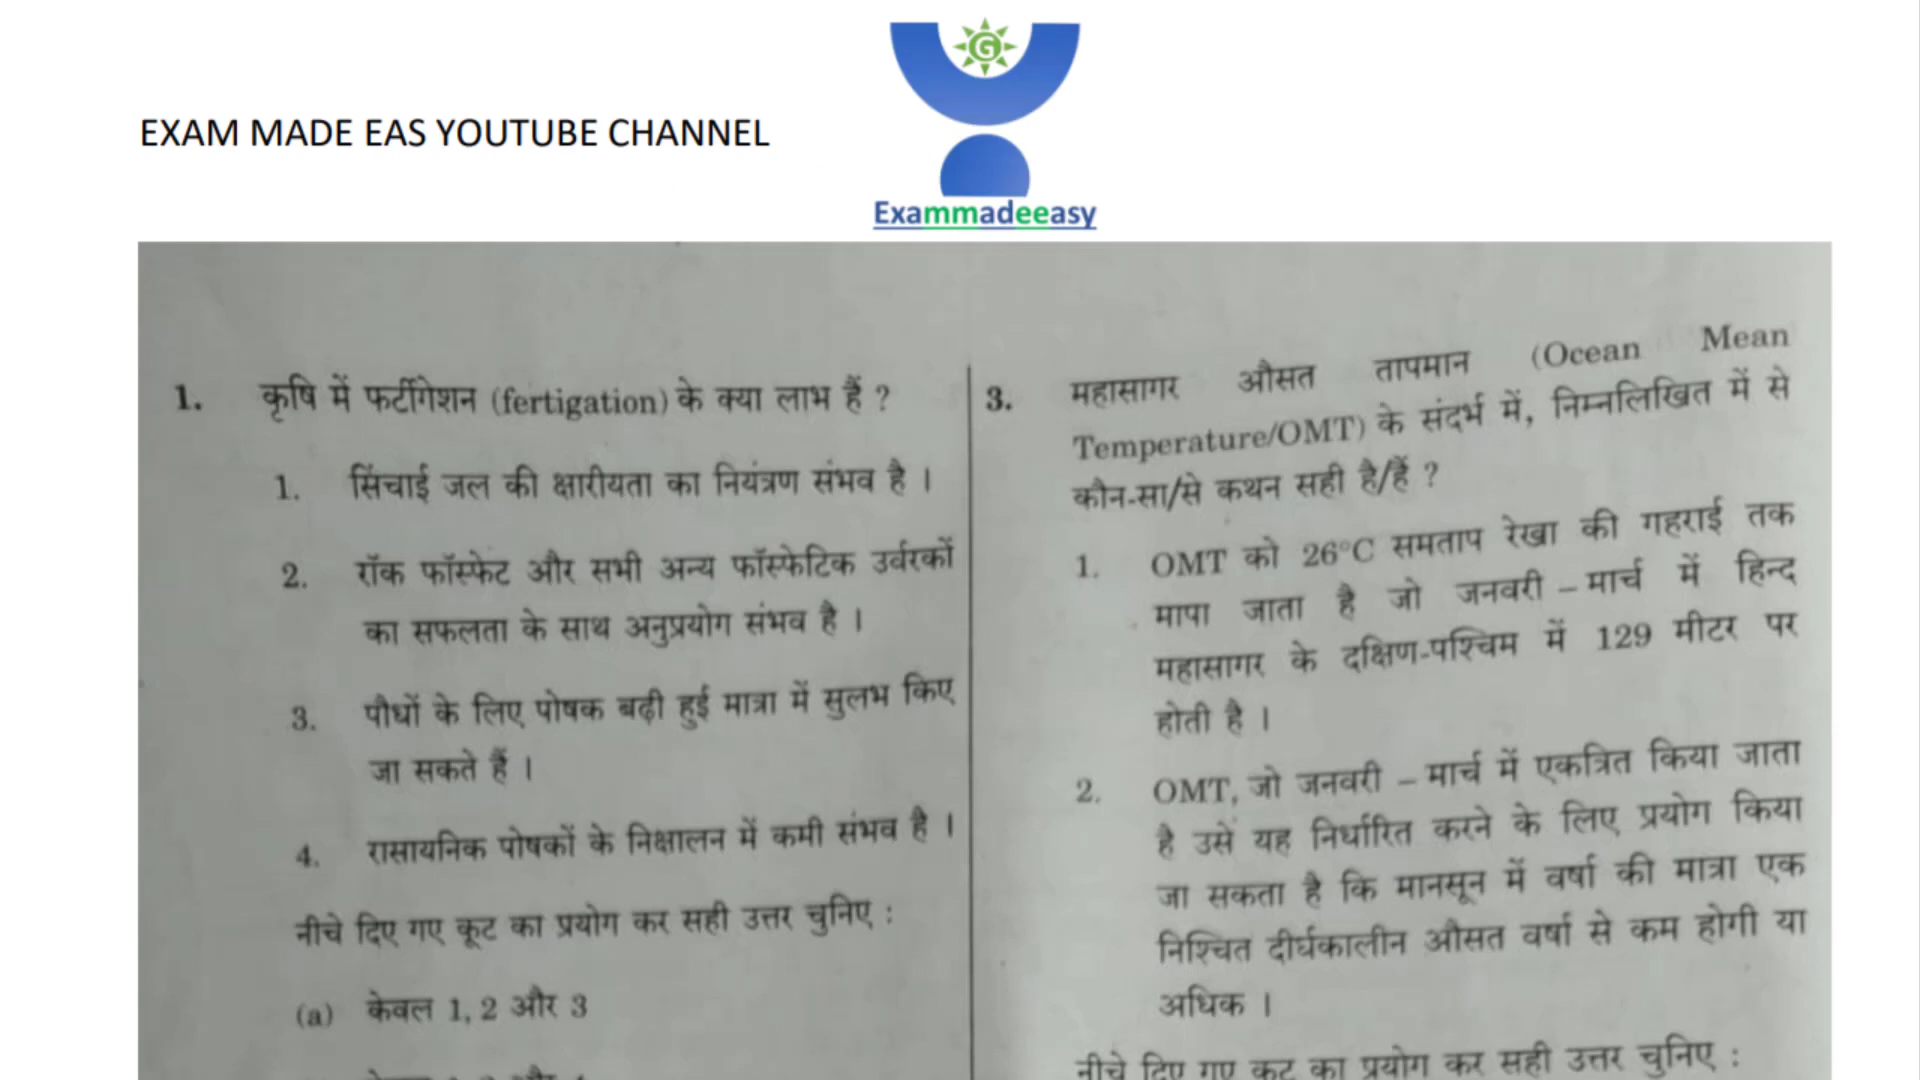 EXAM MADE EAS YOUTUBE CHANNEL
G
Exammadeeasy
1. कृषि में फर्टीगेशन (fertigation) के क्या लाभ हैं ?
1. सिंचाई जल की क्षारीयता का नियंत्रण संभव है ।
2. रॉक फॉस्फेट और सभी अन्य फॉस्फेटिक उर्वरकों
का सफलता के साथ अनुप्रयोग संभव है ।
3. पौधों के लिए पोषक बढ़ी हुई मात्रा में सुलभ किए
जा सकते हैं ।
4. रासायनिक पोषकों के निक्षालन में कमी संभव है ।
नीचे दिए गए कूट का प्रयोग कर सही उत्तर चुनिए :
(a) केवल 1, 2 और 3
3. महासागर औसत तापमान (Ocean Mean
Temperature/OMT) के संदर्भ में, निम्नलिखित में से
कौन-सा/से कथन सही है/हैं ?
1. OMT को 26°C समताप रेखा की गहराई तक
मापा जाता है जो जनवरी – मार्च में हिन्द
महासागर के दक्षिण-पश्चिम में 129 मीटर पर
होती है ।
2. OMT, जो जनवरी – मार्च में एकत्रित किया जाता
है उसे यह निर्धारित करने के लिए प्रयोग किया
जा सकता है कि मानसून में वर्षा की मात्रा एक
निश्चित दीर्घकालीन औसत वर्षा से कम होगी या
अधिक ।
नीचे दिए गए कूट का प्रयोग कर सही उत्तर चुनिए :